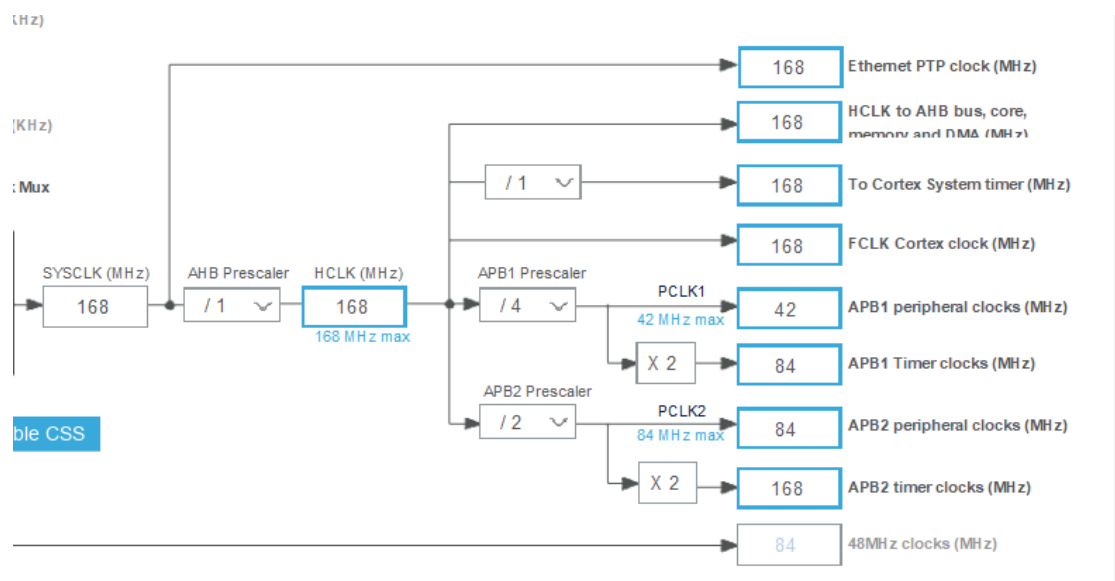 KHz)
168
Ethernet PTP clock (MHz)
(KHz)
168
HCLK to AHB bus, core,
memory and DMA (MHz)
Mux
/ 1
168
To Cortex System timer (MHz)
168
FCLK Cortex clock (MHz)
SYSCLK (MHz)
AHB Prescaler
HCLK (MHz)
APB1 Prescaler
168
/ 1
168
168 MHz max
/ 4
PCLK1
42 MHz max
42
APB1 peripheral clocks (MHz)
X 2
84
APB1 Timer clocks (MHz)
APB2 Prescaler
/ 2
PCLK2
84 MHz max
84
APB2 peripheral clocks (MHz)
ble CSS
X 2
168
APB2 timer clocks (MHz)
84
48MHz clocks (MHz)